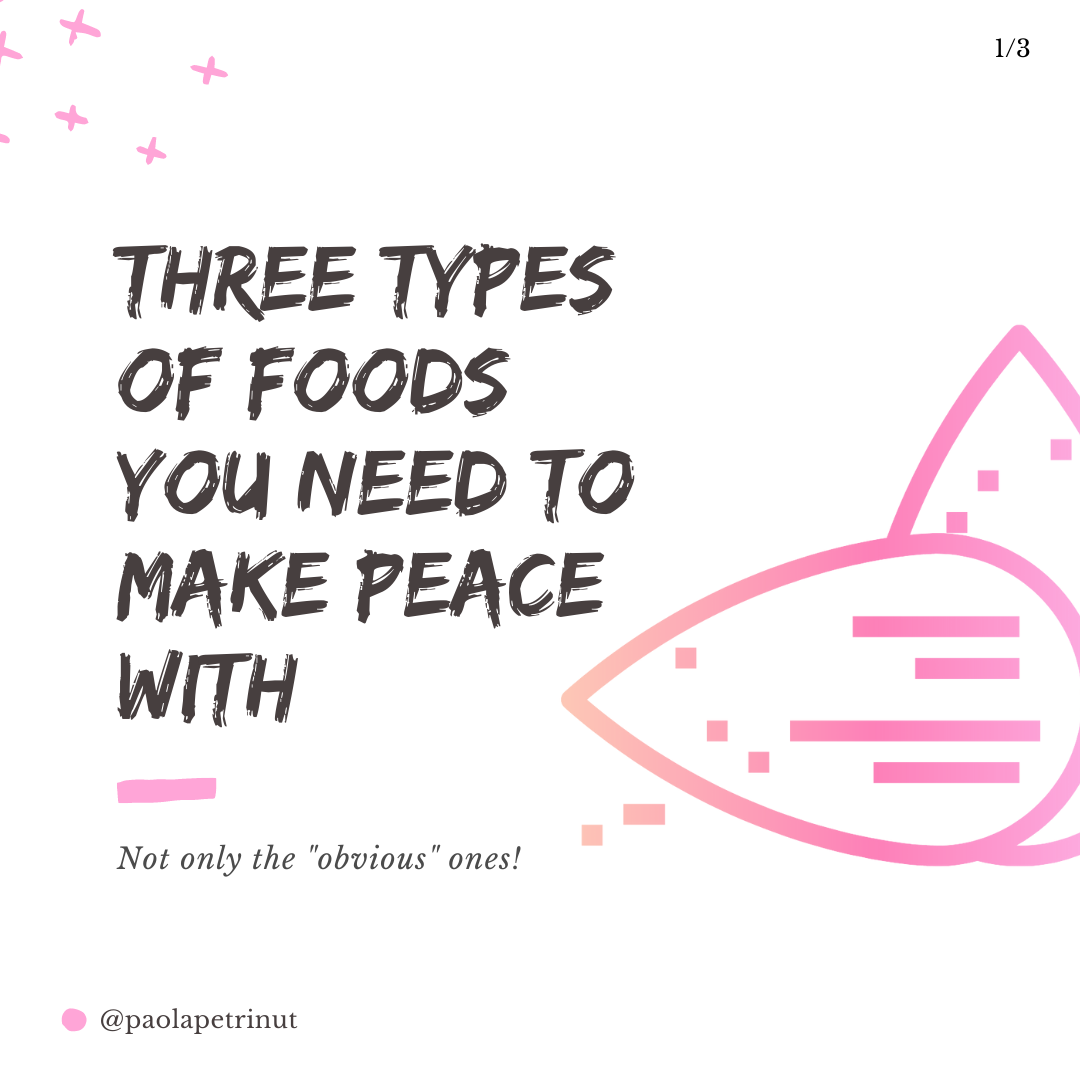 1/3
THREE TYPES
OF FOODS
YOU NEED TO
MAKE PEACE
WITH
Not only the "obvious" ones!
@paolapetrinut